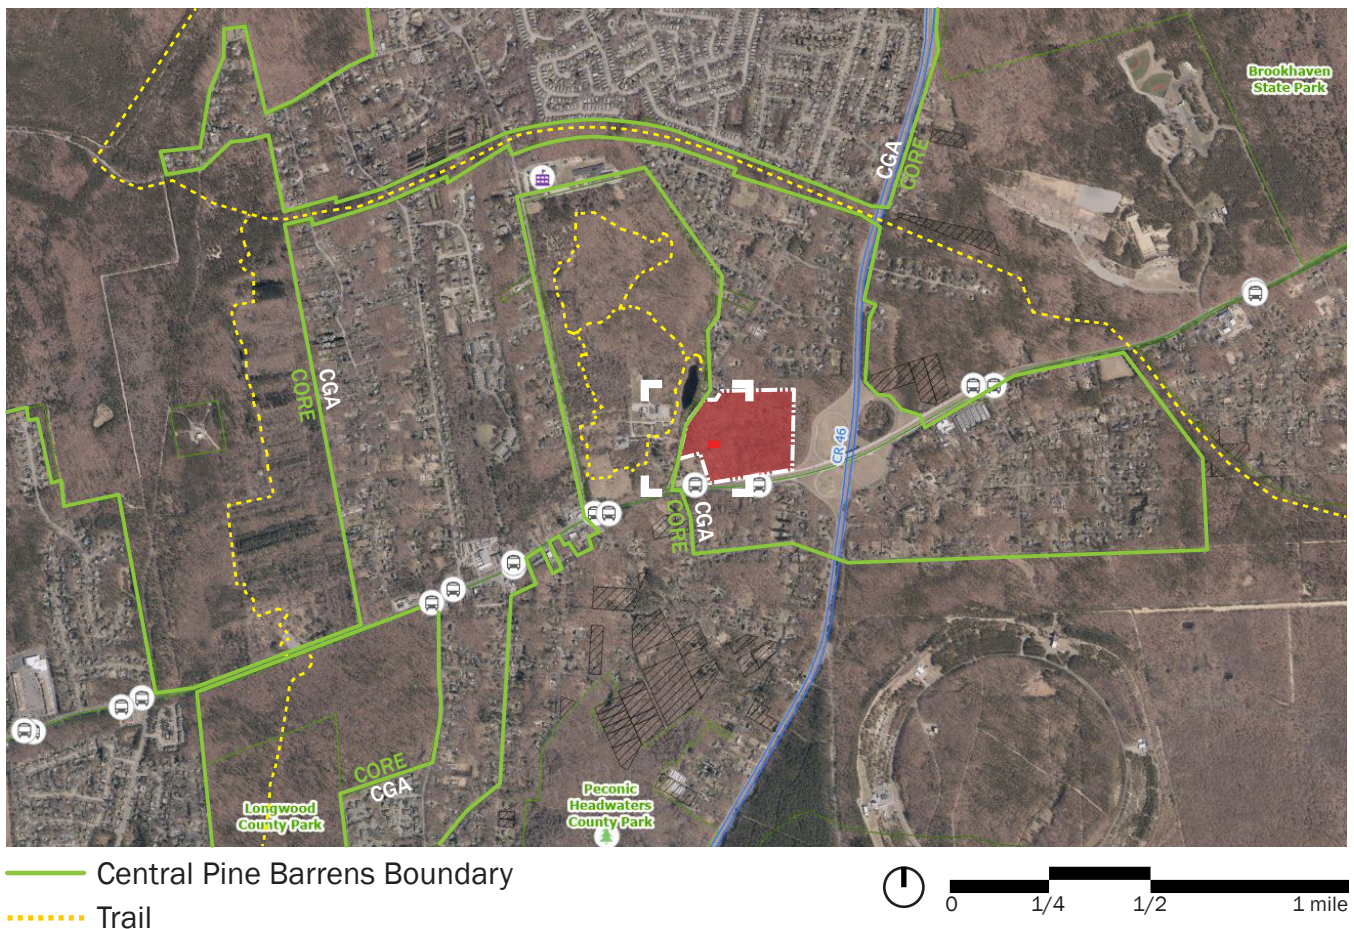 Brookhaven
State Park
CGA
CORE
CGA
CORE
CR 46
CGA
CORE
CORE
CGA
Longwood
County Park
Peconic
Headwaters
County Park
Central Pine Barrens Boundary
Trail
0
1/4
1/2
1 mile